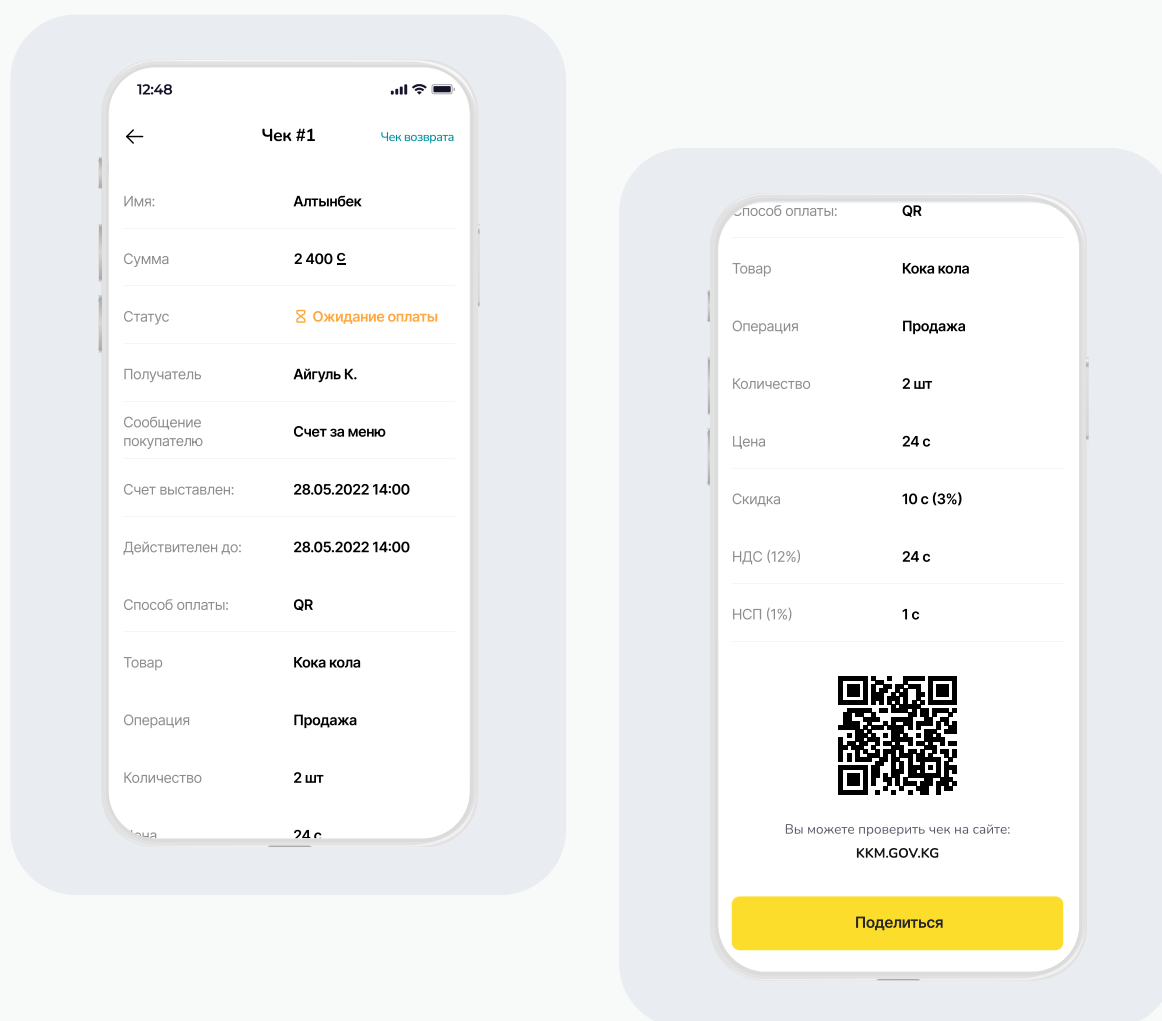 12:48
Чек #1
Чек возврата
Имя: Алтынбек
Сумма 2 400 с
Статус Ожидание оплаты
Получатель Айгуль К.
Сообщение
покупателю Счет за меню
Счет выставлен: 28.05.2022 14:00
Действителен до: 28.05.2022 14:00
Способ оплаты: QR
Товар Кока кола
Операция Продажа
Количество 2 шт
Цена 24 с
Способ оплаты: QR
Товар Кока кола
Операция Продажа
Количество 2 шт
Цена 24 с
Скидка 10 с (3%)
НДС (12%) 24 с
НСП (1%) 1 с
Вы можете проверить чек на сайте:
KKM.GOV.KG
Поделиться